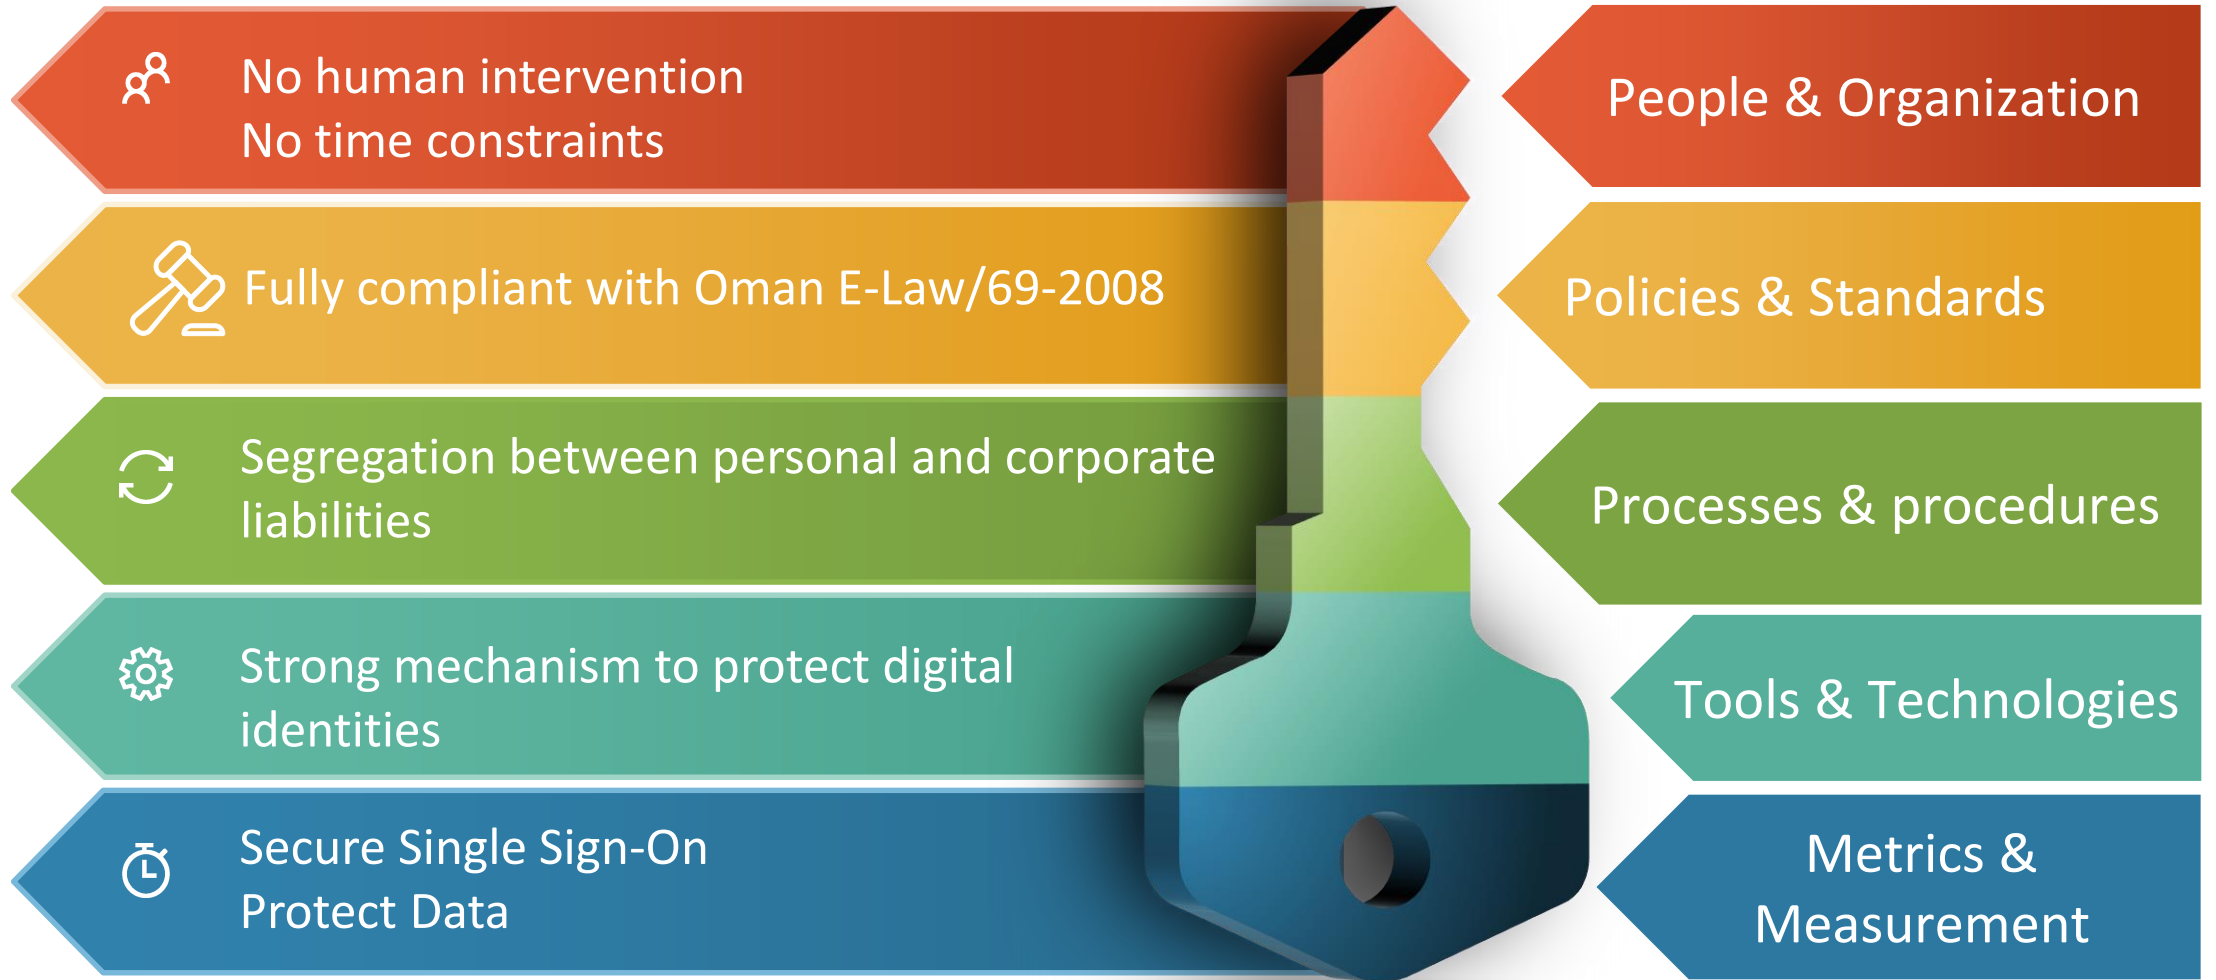 No human intervention
No time constraints
People & Organization
Fully compliant with Oman E-Law/69-2008
Policies & Standards
Segregation between personal and corporate
liabilities
Processes & procedures
Strong mechanism to protect digital
identities
Tools & Technologies
Secure Single Sign-On
Protect Data
Metrics &
Measurement